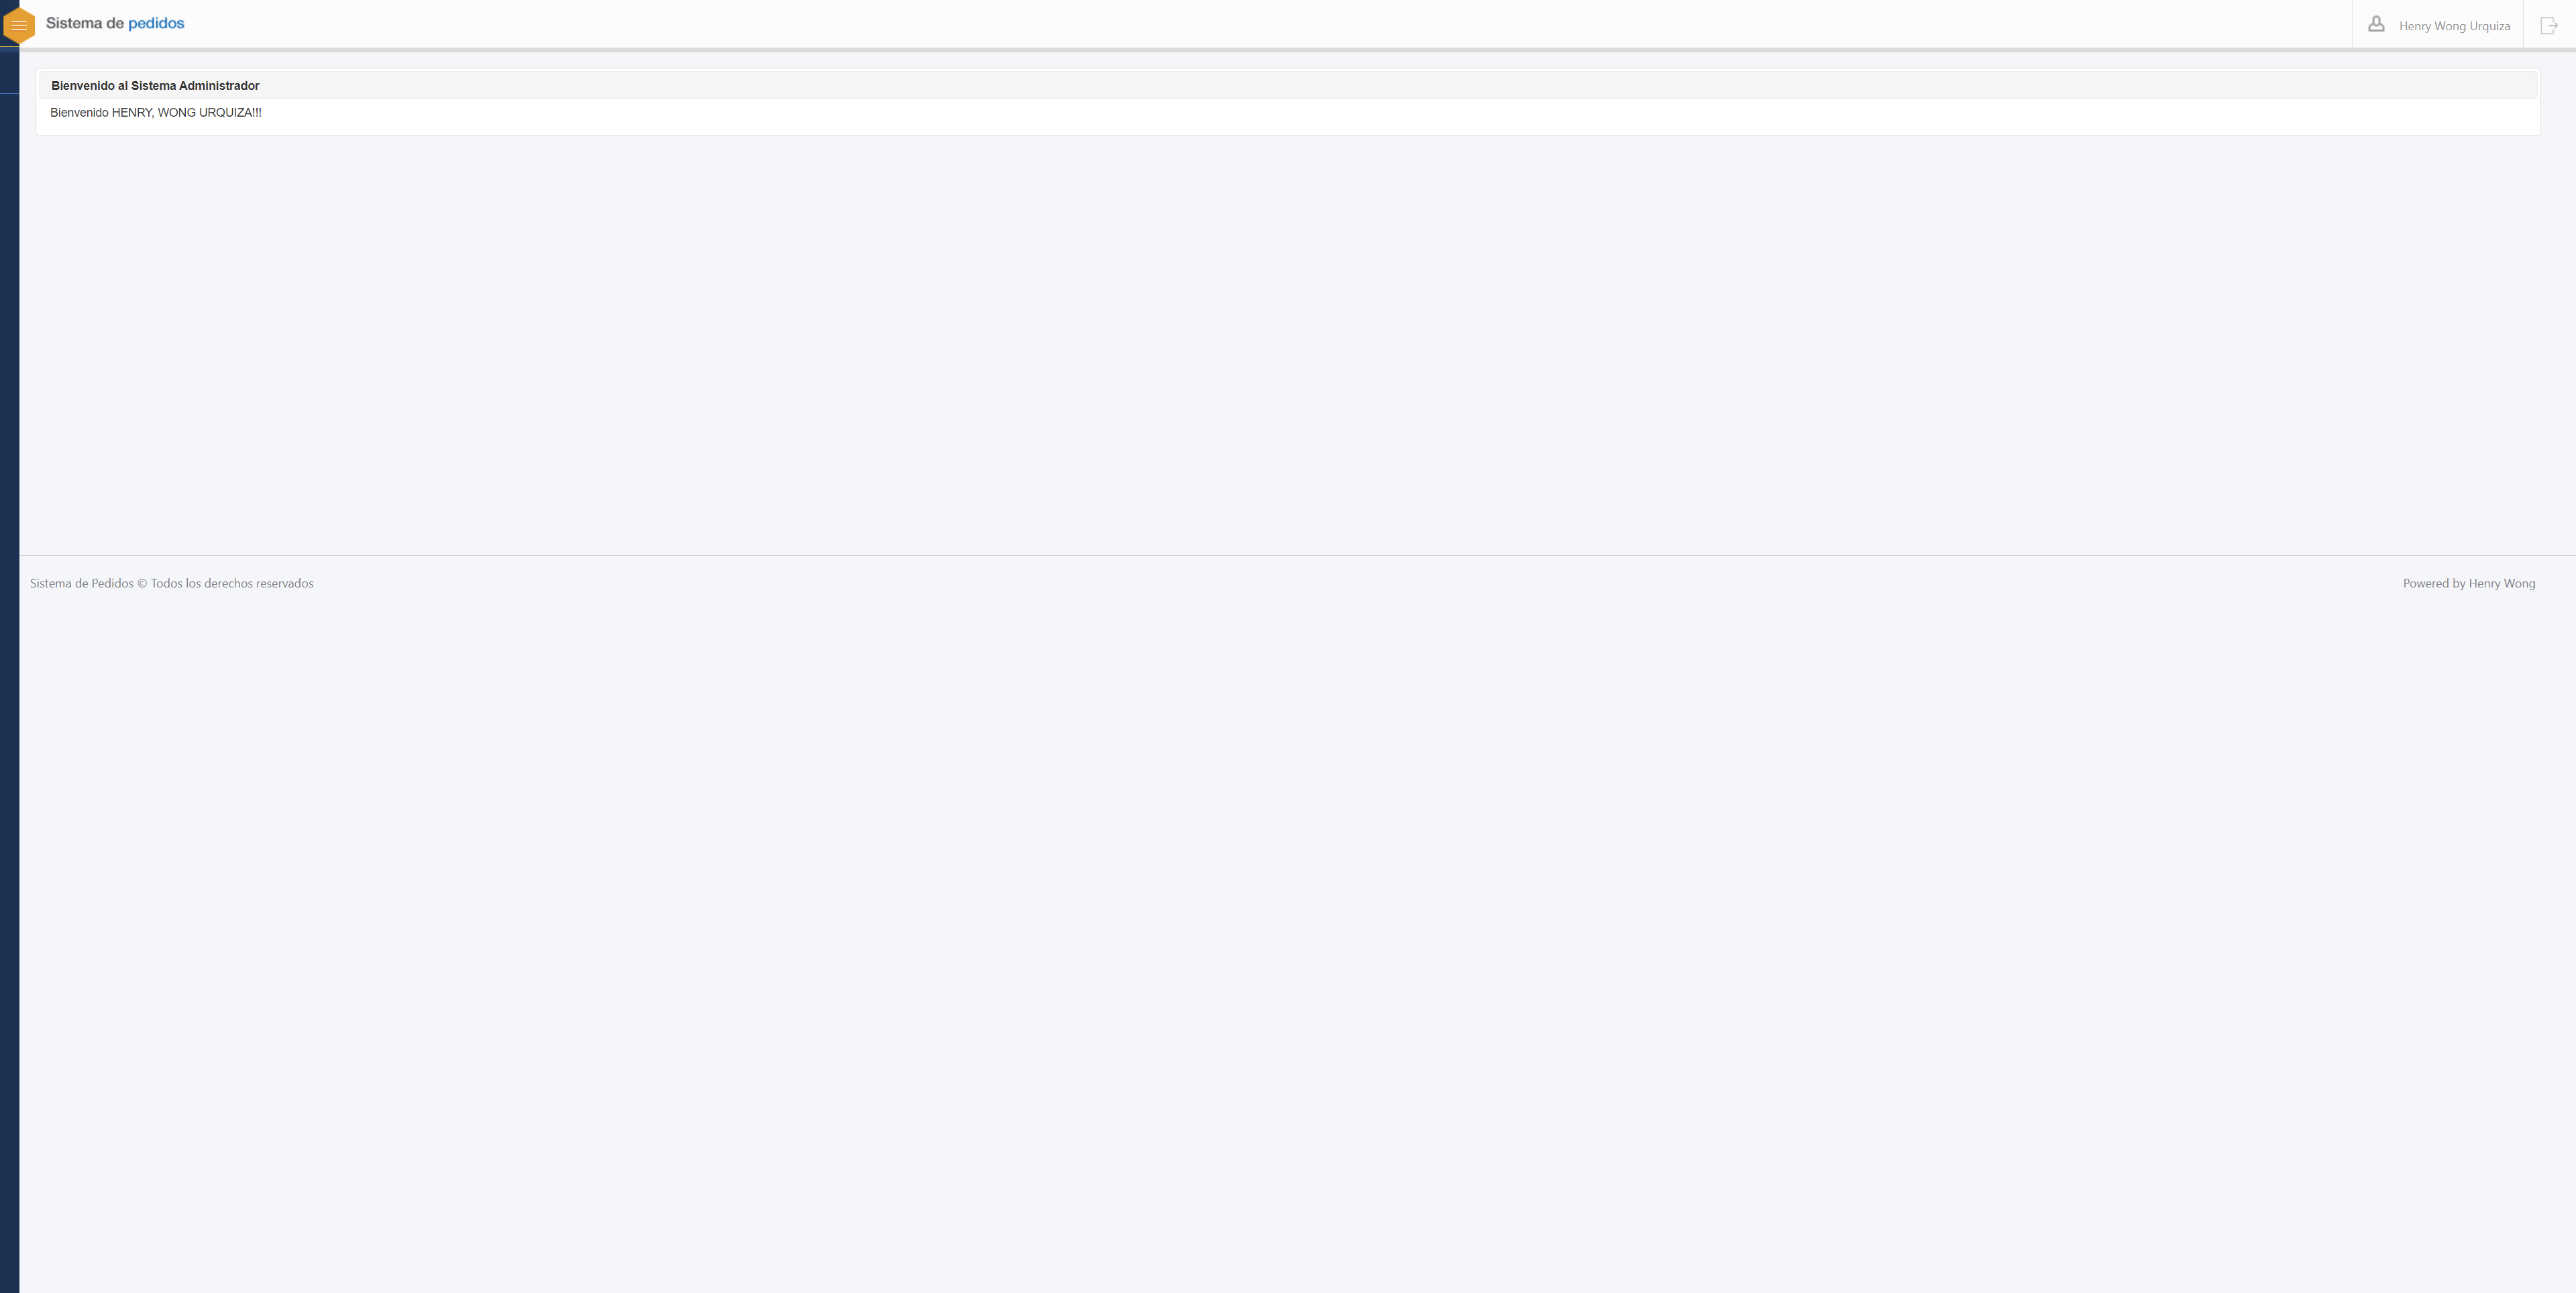 Sistema de pedidos
Henry Wong Urquiza
Bienvenido al Sistema Administrador
Bienvenido HENRY, WONG URQUIZA!!!
Sistema de Pedidos © Todos los derechos reservados
Powered by Henry Wong